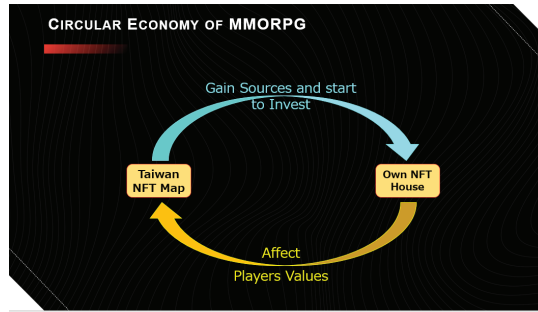 CIRCULAR ECONOMY OF MMORPG
Gain Sources and start
to Invest
Taiwan
NFT Map
Own NFT
House
Affect
Players Values